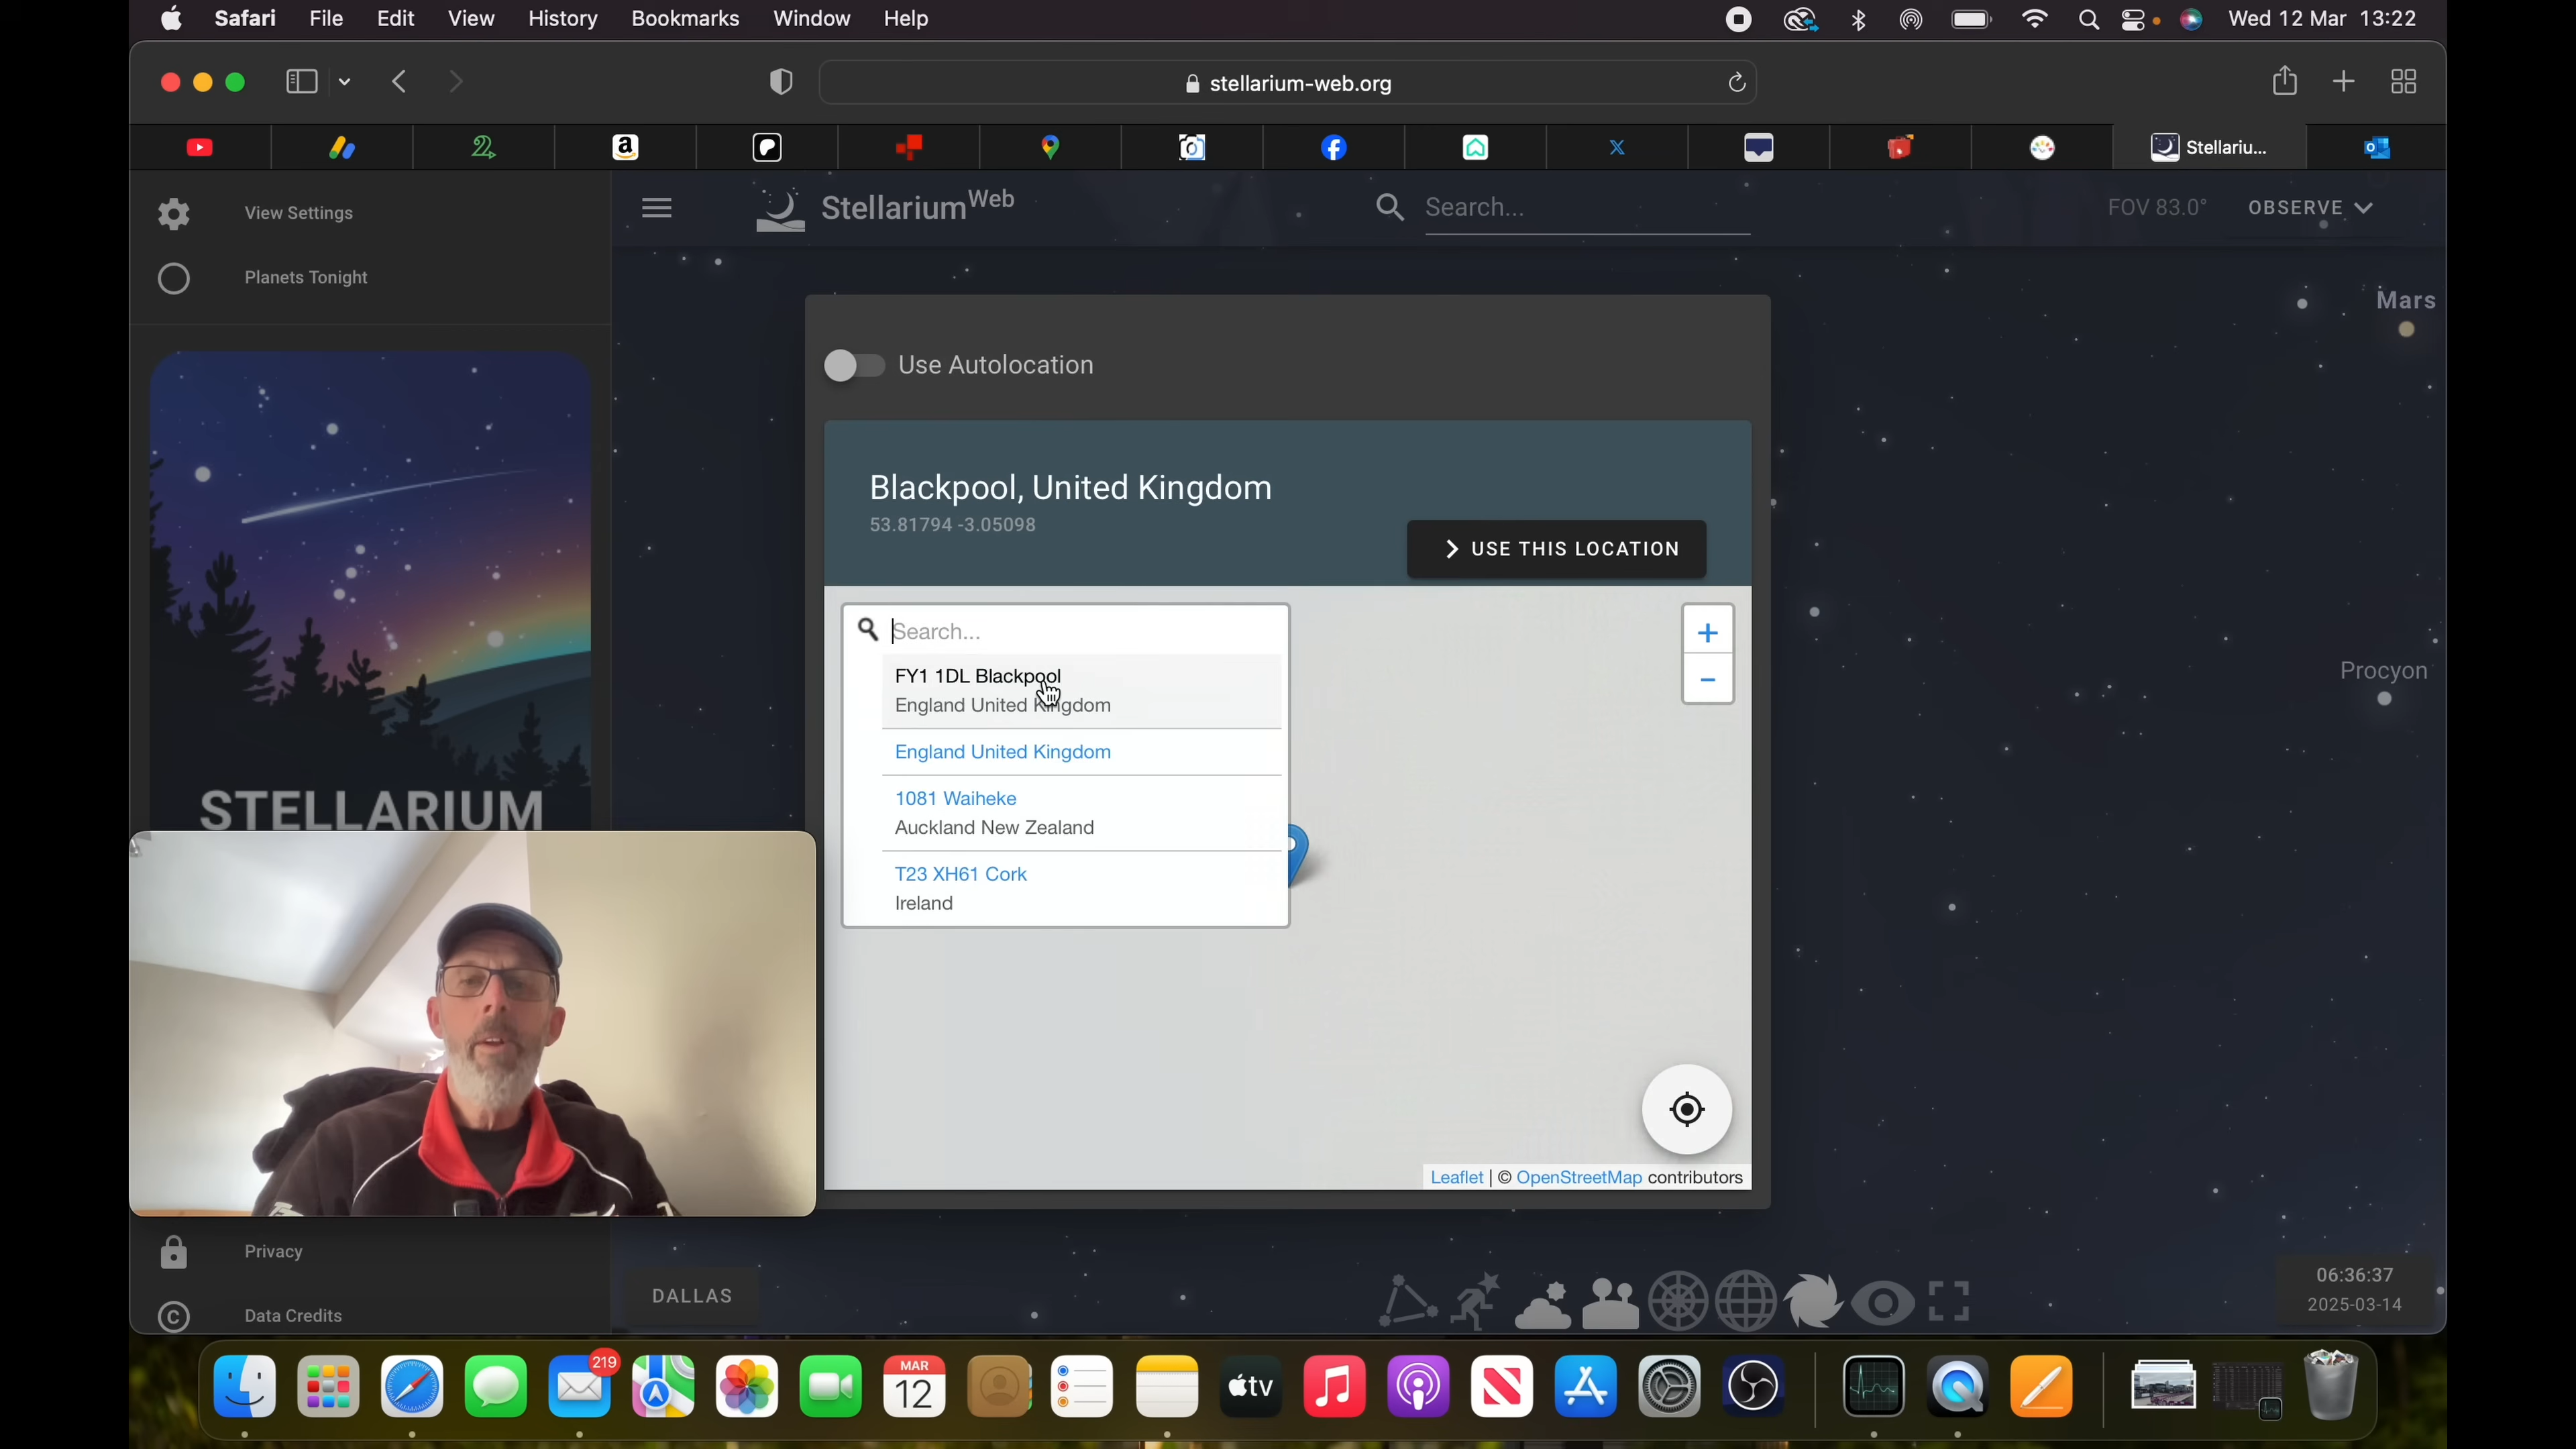 Safari File Edit View History Bookmarks Window Help Wed 12 Mar 13:22
stellarium-web.org
Stellariu...
View Settings
Planets Tonight
StellariumWeb
Search...
FOV 83.0°
OBSERVE
Mars
Use Autolocation
Blackpool, United Kingdom
53.81794 -3.05098
USE THIS LOCATION
Search...
FY1 1DL Blackpool
England United Kingdom
England United Kingdom
1081 Waiheke
Auckland New Zealand
T23 XH61 Cork
Ireland
+
−
Procyon
STELLARIUM
Leaflet | © OpenStreetMap contributors
Privacy
Data Credits
DALLAS
06:36:37
2025-03-14
219
MAR
12
tv